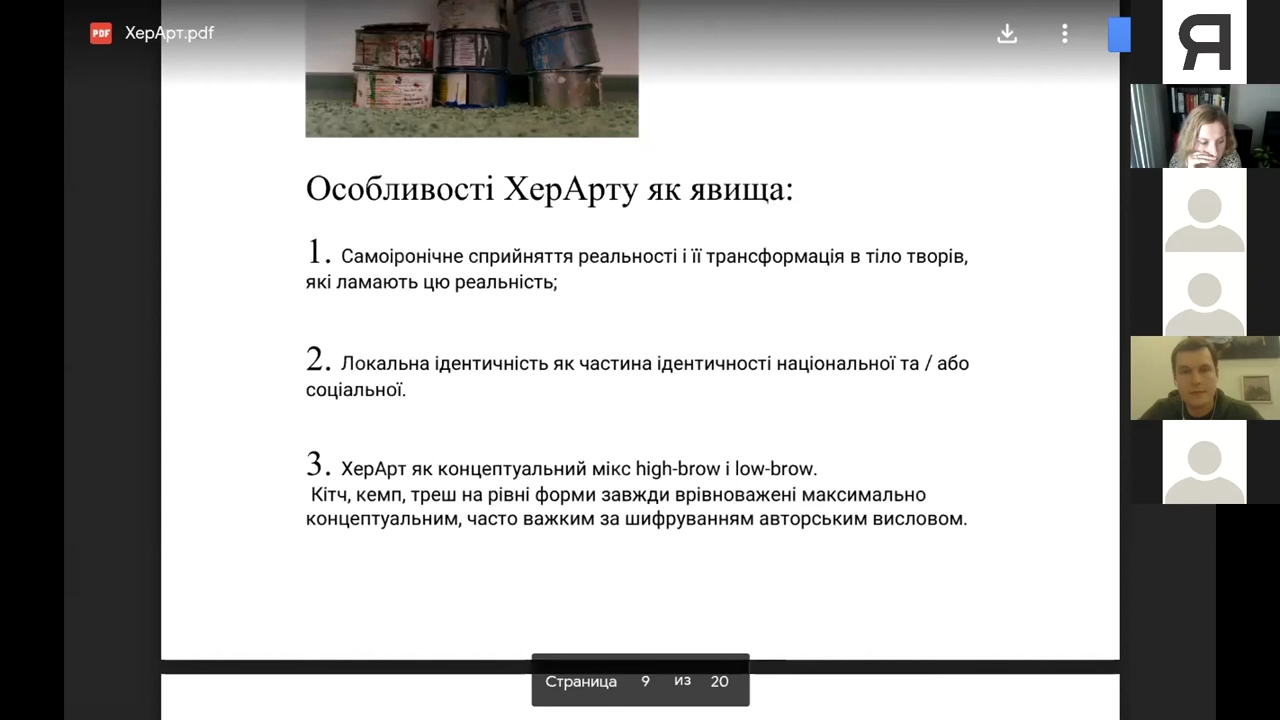 PDF ХерАрт.pdf
Я
Особливості ХерАрту як явища:
1. Самоіронічне сприйняття реальності і її трансформація в тіло творів,
які ламають цю реальність;
2. Локальна ідентичність як частина ідентичності національної та / або
соціальної.
3. ХерАрт як концептуальний мікс high-brow і low-brow.
Кітч, кемп, треш на рівні форми завжди врівноважені максимально
концептуальним, часто важким за шифруванням авторським висловом.
Страница 9 из 20